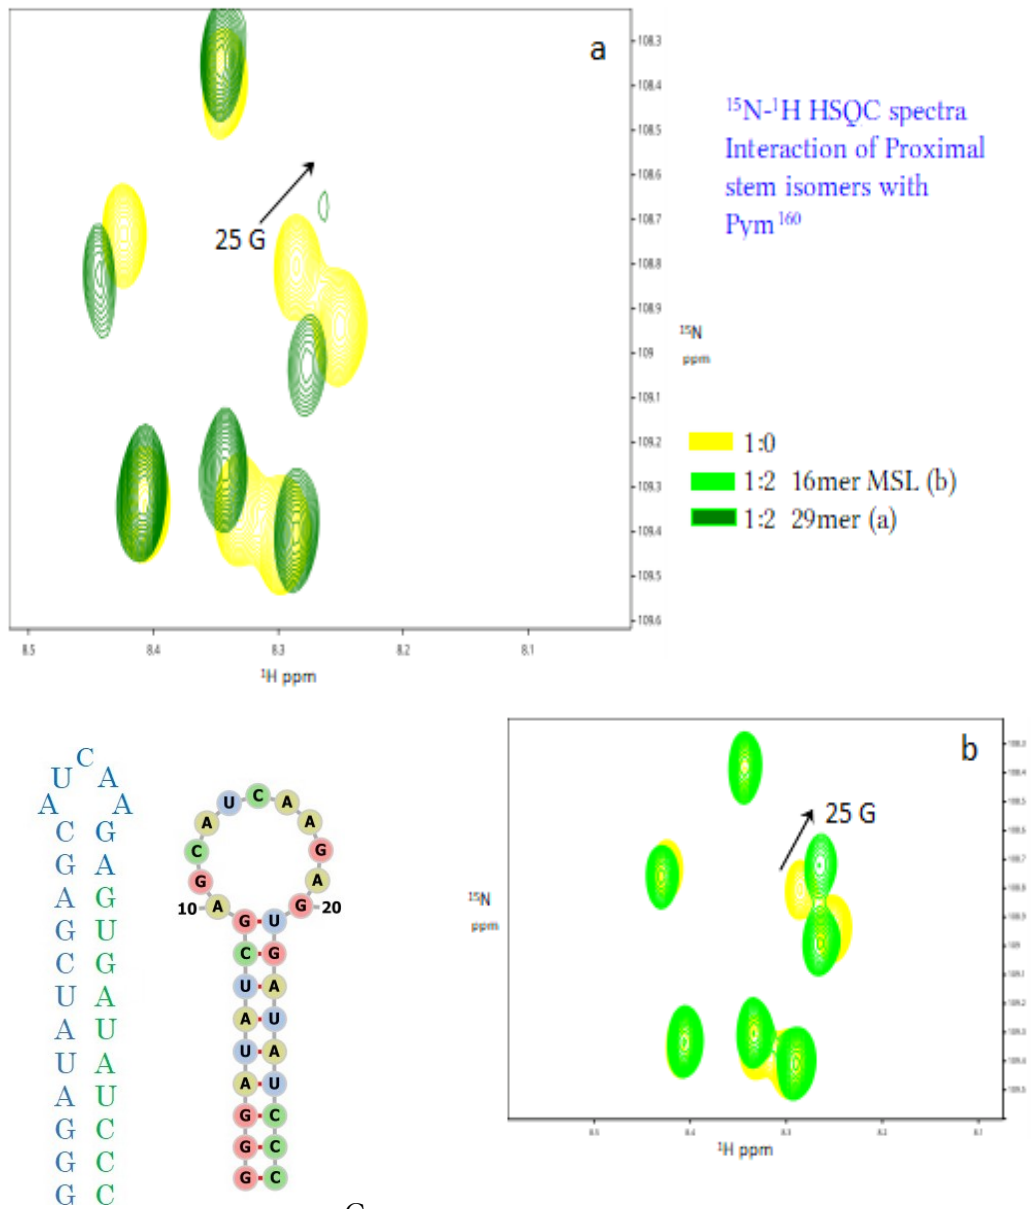 a
108.3
108.4
108.5
108.6
108.7
108.8
108.9
109
109.1
109.2
109.3
109.4
109.5
109.6
25 G
8.5 8.4 8.3 8.2 8.1
¹H ppm
¹⁵N
ppm
¹⁵N-¹H HSQC spectra
Interaction of Proximal
stem isomers with
Pym¹⁶⁰
1:0
1:2 16mer MSL (b)
1:2 29mer (a)
C
U A
A A
C G
G A
A G
G U
C G
U A
A U
U A
A U
G C
G C
G C
U C A
A A
C G
G A
10 A G 20
G U
C G
U A
A U
U A
A U
G C
G C
G C
b
25 G
¹⁵N
ppm
¹H ppm